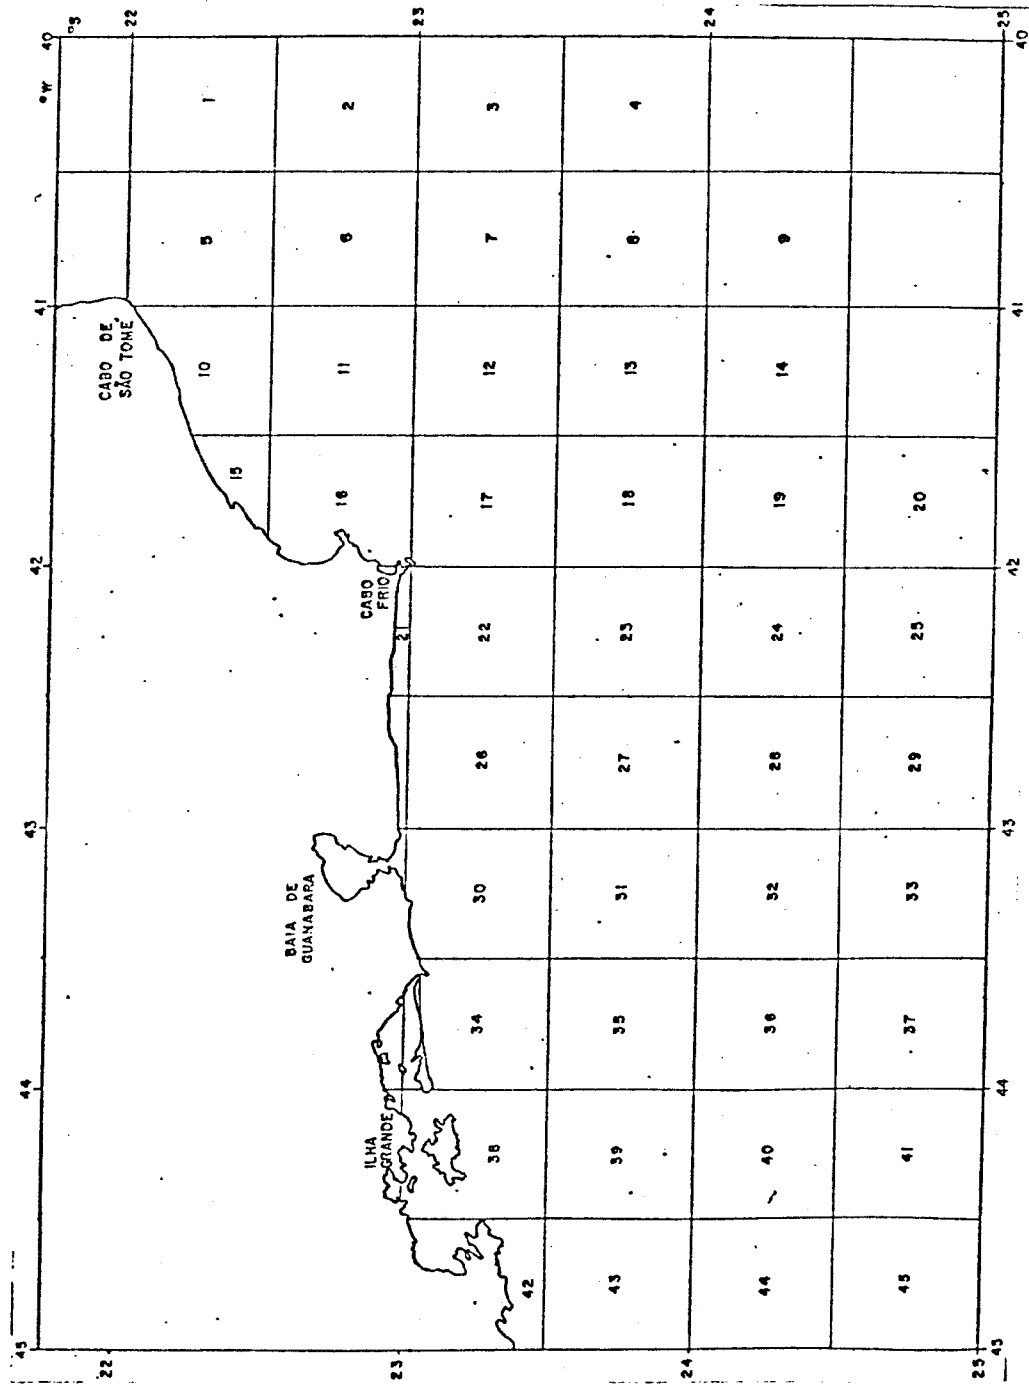 45 44 43 42 41 40
°W
°S
22 22
CABO DE
SÃO TOMÉ
15 10 5 1
BAIA DE
GUANABARA
16 11 6 2
ILHA
GRANDE
CABO
FRIO
23 21 23
38 34 30 26 22 17 12 7 3
42
43 39 35 31 27 23 18 13 8 4
24 24
44 40 36 32 28 24 19 14 9
45 41 37 33 29 25 20
25 25
45 44 43 42 41 40